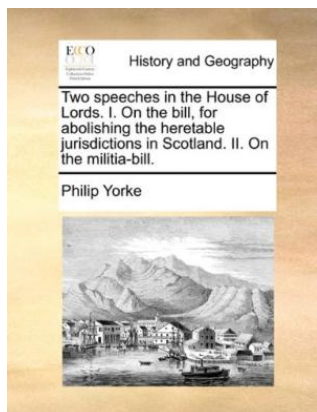 ECCO
History and Geography
Two speeches in the House of
Lords. I. On the bill, for
abolishing the heretable
jurisdictions in Scotland. II. On
the militia-bill.
Philip Yorke